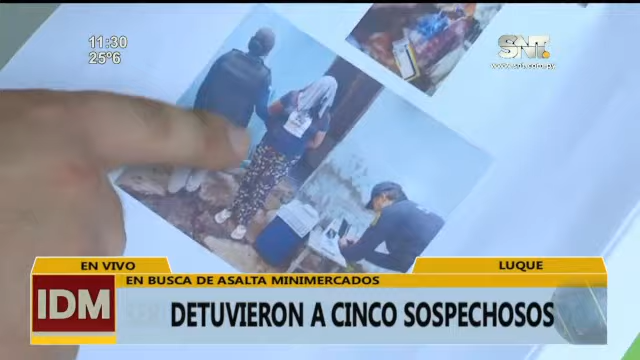 11:30
25°6
SNT
www.snt.com.py
EN VIVO
LUQUE
EN BUSCA DE ASALTA MINIMERCADOS
IDM
DETUVIERON A CINCO SOSPECHOSOS